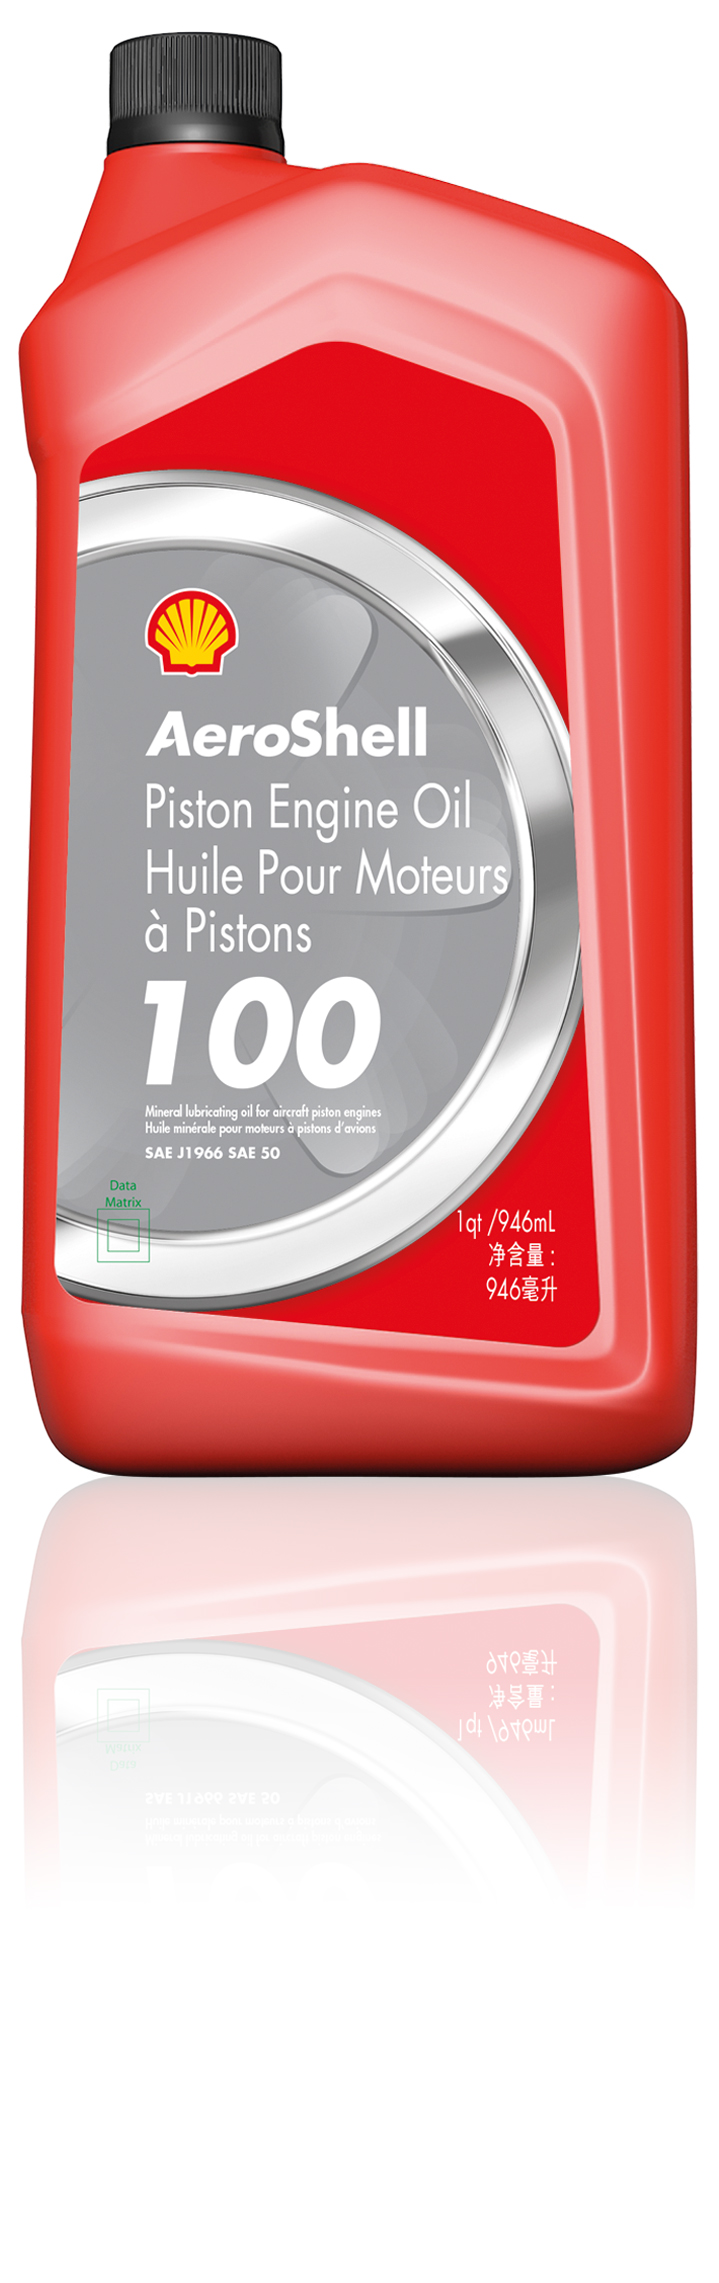 AeroShell
Piston Engine Oil
Huile Pour Moteurs
à Pistons
100
Mineral lubricating oil for aircraft piston engines
Huile minérale pour moteurs à pistons d'avions
SAE J1966 SAE 50
Data
Matrix
1qt /946mL
净含量 :
946毫升